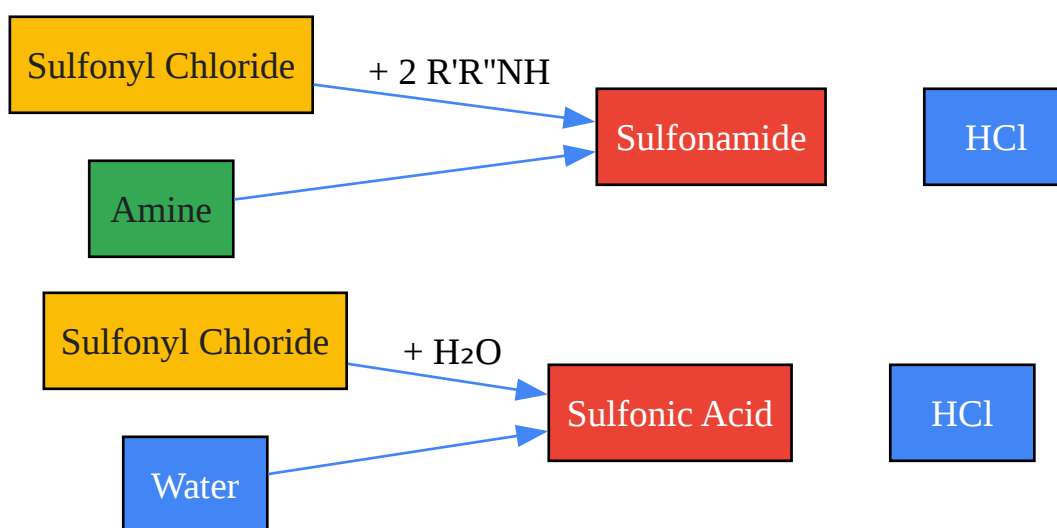 Sulfonyl Chloride
+ 2 R'R"NH
Sulfonamide
HCl
Amine
Sulfonyl Chloride
+ H₂O
Sulfonic Acid
HCl
Water